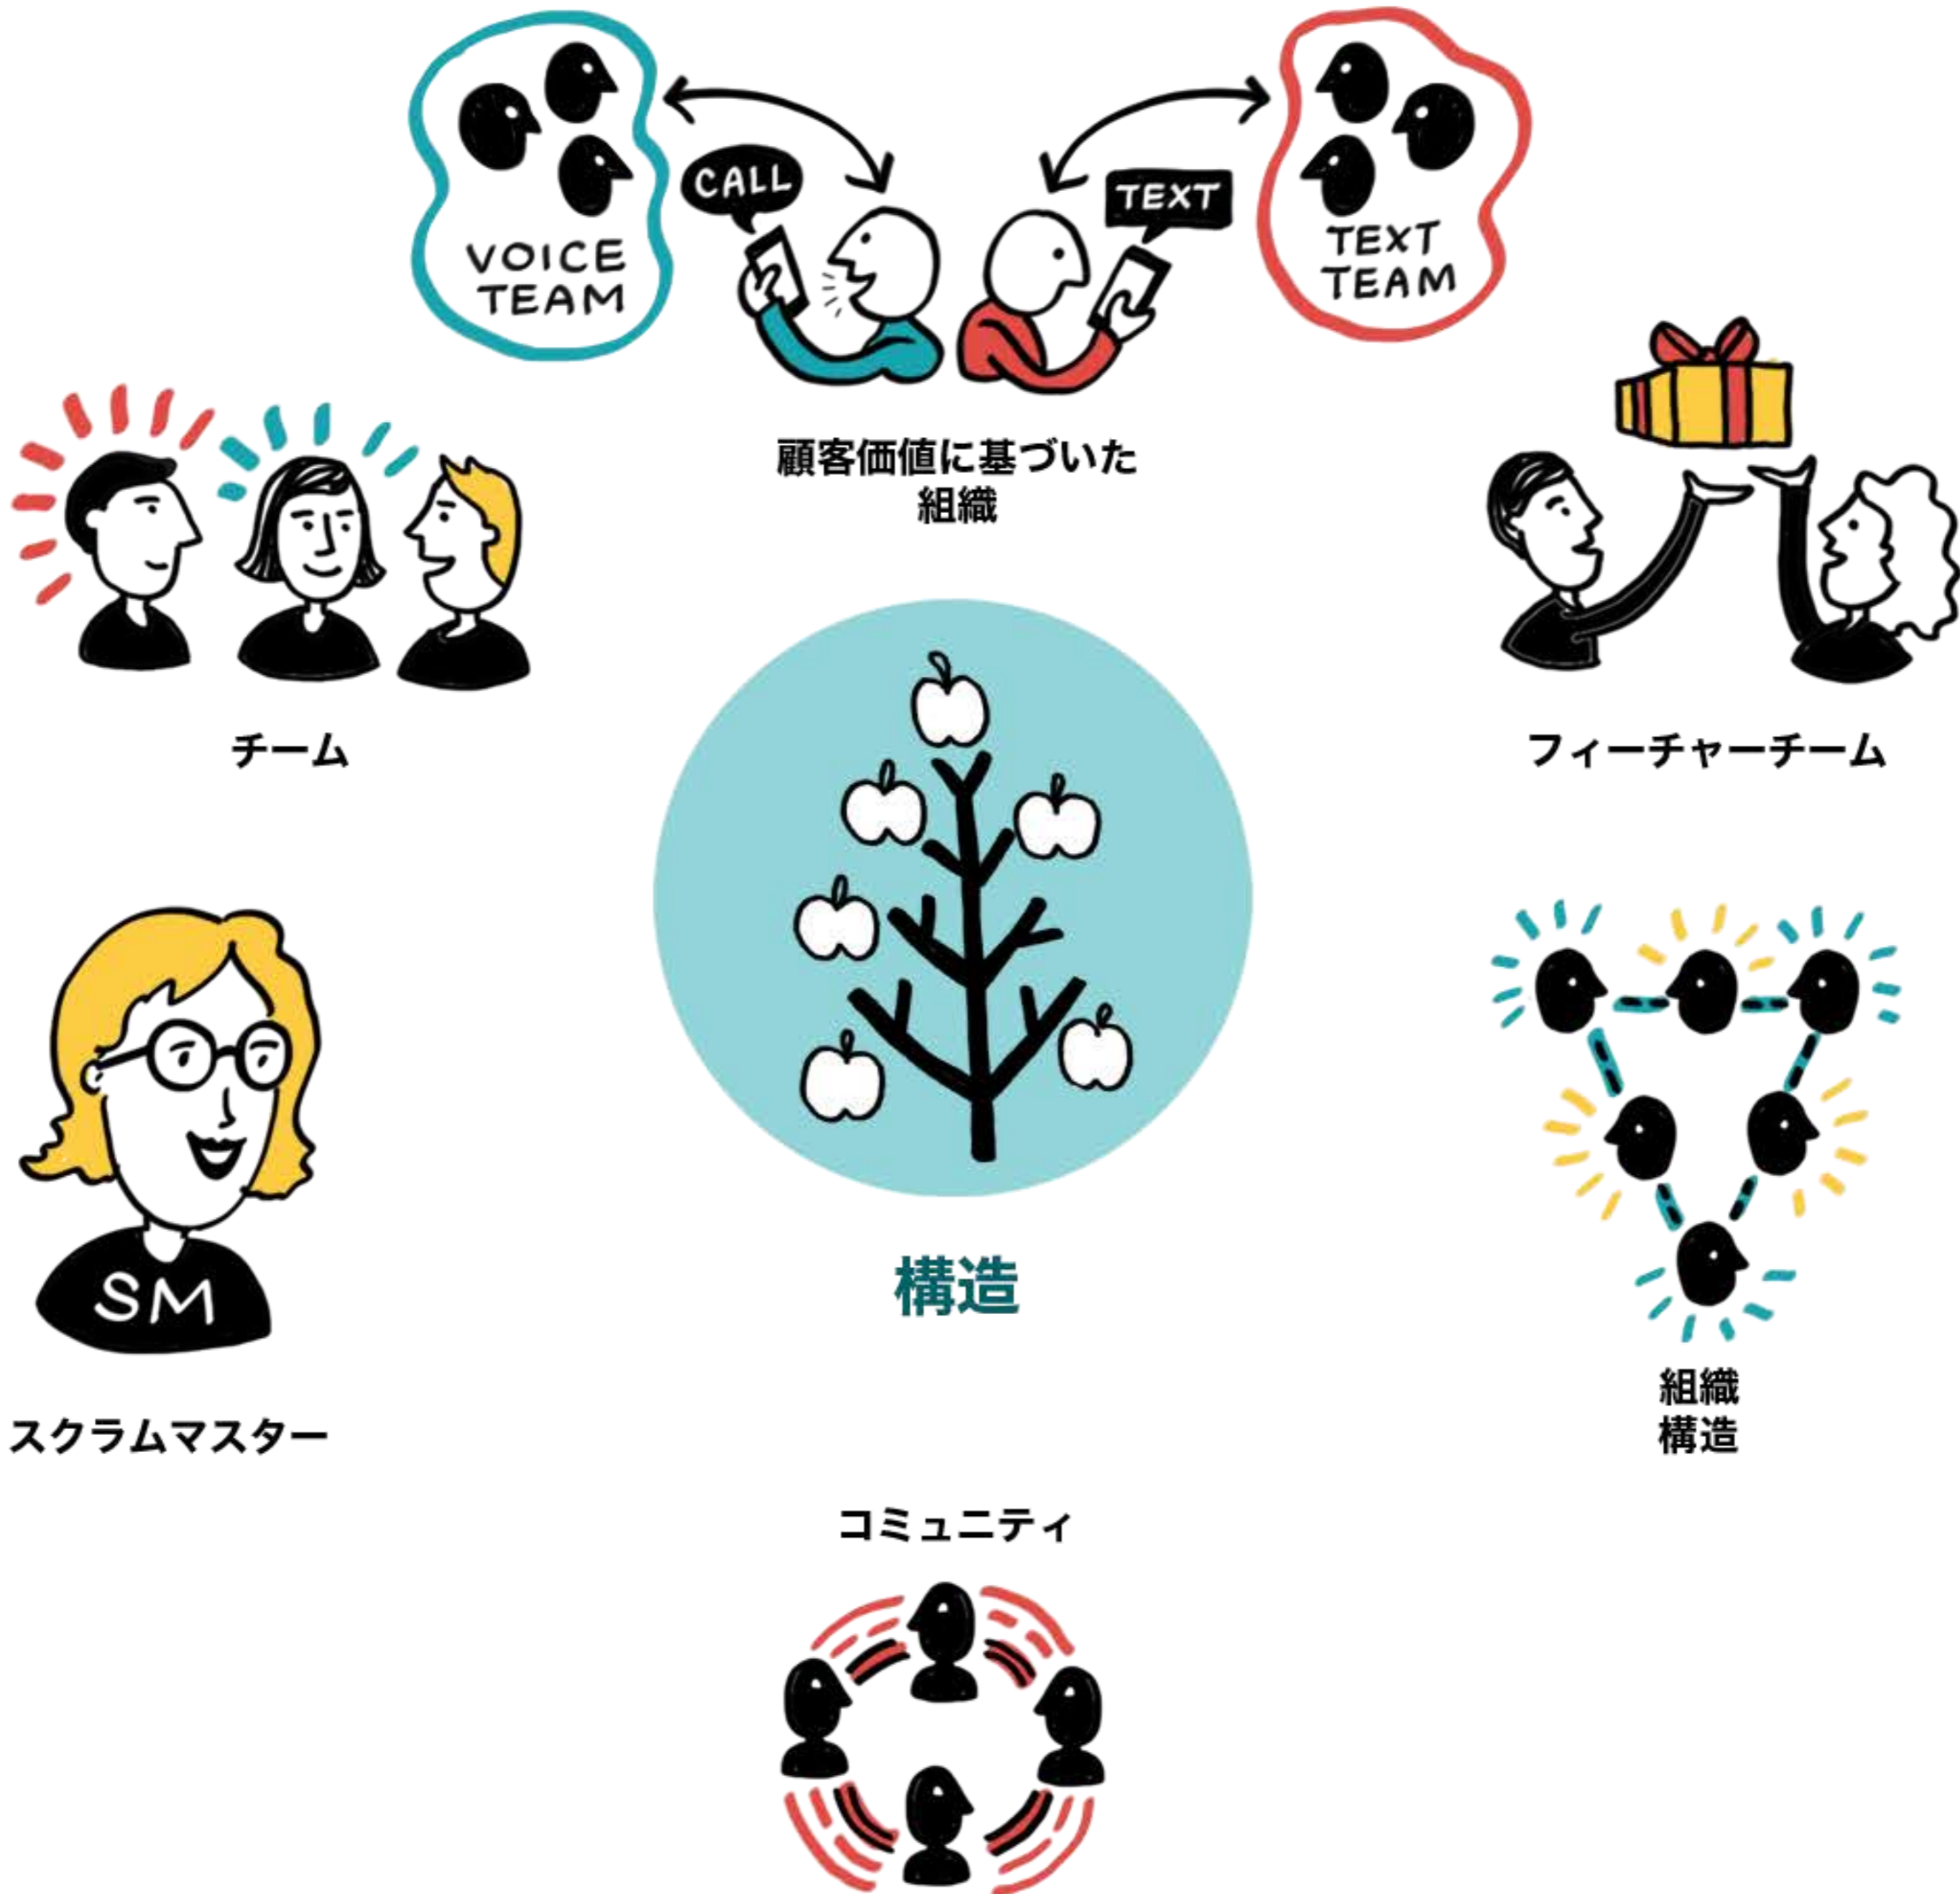 VOICE
TEAM
CALL
TEXT
TEXT
TEAM
顧客価値に基づいた
組織
チーム
フィーチャーチーム
構造
SM
スクラムマスター
組織
構造
コミュニティ